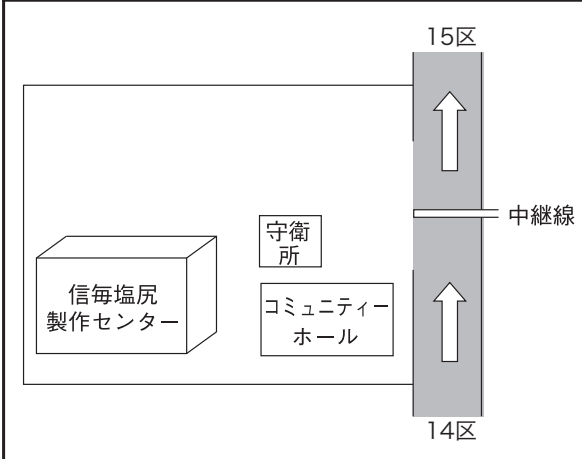 15区
中継線
守衛
所
信毎塩尻
製作センター
コミュニティー
ホール
14区